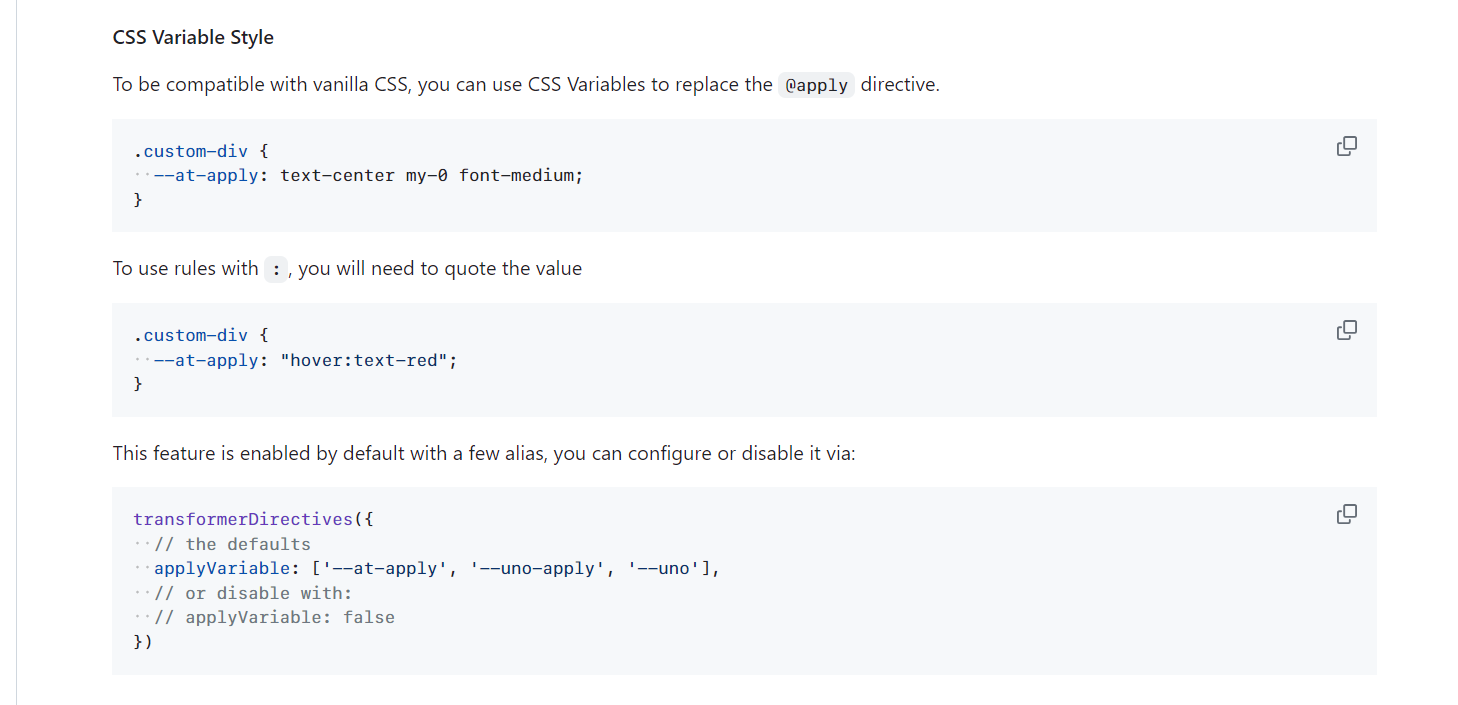 CSS Variable Style
To be compatible with vanilla CSS, you can use CSS Variables to replace the @apply directive.
.custom-div {
  --at-apply: text-center my-0 font-medium;
}
To use rules with :, you will need to quote the value
.custom-div {
  --at-apply: "hover:text-red";
}
This feature is enabled by default with a few alias, you can configure or disable it via:
transformerDirectives({
  // the defaults
  applyVariable: ['--at-apply', '--uno-apply', '--uno'],
  // or disable with:
  // applyVariable: false
})